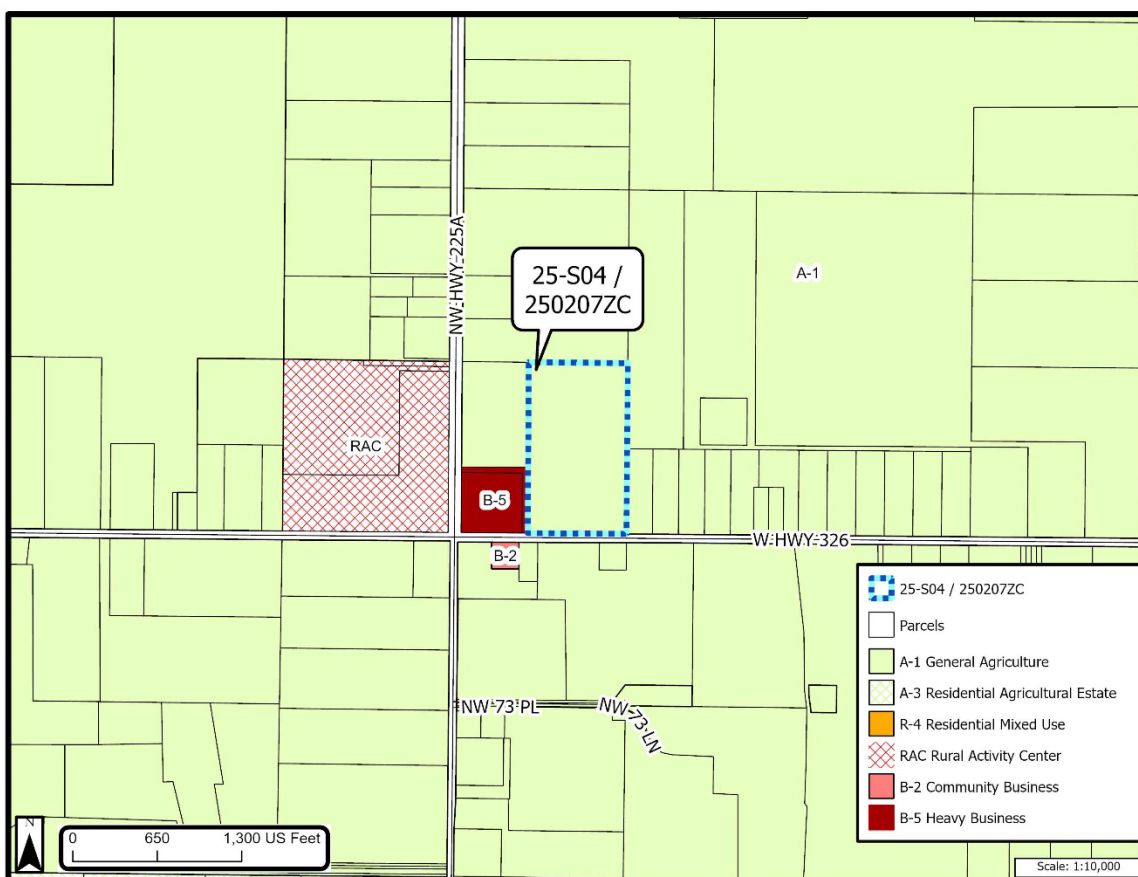 NW HWY 225A
25-S04 /
250207ZC
A-1
RAC
B-5
B-2
W HWY 326
NW 73 PL
NW 73 LN
25-S04 / 250207ZC
Parcels
A-1 General Agriculture
A-3 Residential Agricultural Estate
R-4 Residential Mixed Use
RAC Rural Activity Center
B-2 Community Business
B-5 Heavy Business
N
0 650 1,300 US Feet
Scale: 1:10,000